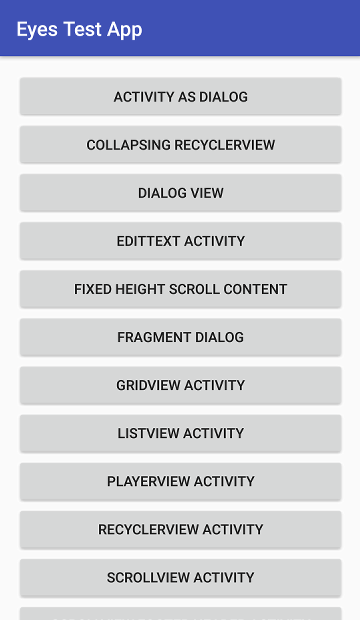 Eyes Test App
ACTIVITY AS DIALOG
COLLAPSING RECYCLERVIEW
DIALOG VIEW
EDITTEXT ACTIVITY
FIXED HEIGHT SCROLL CONTENT
FRAGMENT DIALOG
GRIDVIEW ACTIVITY
LISTVIEW ACTIVITY
PLAYERVIEW ACTIVITY
RECYCLERVIEW ACTIVITY
SCROLLVIEW ACTIVITY